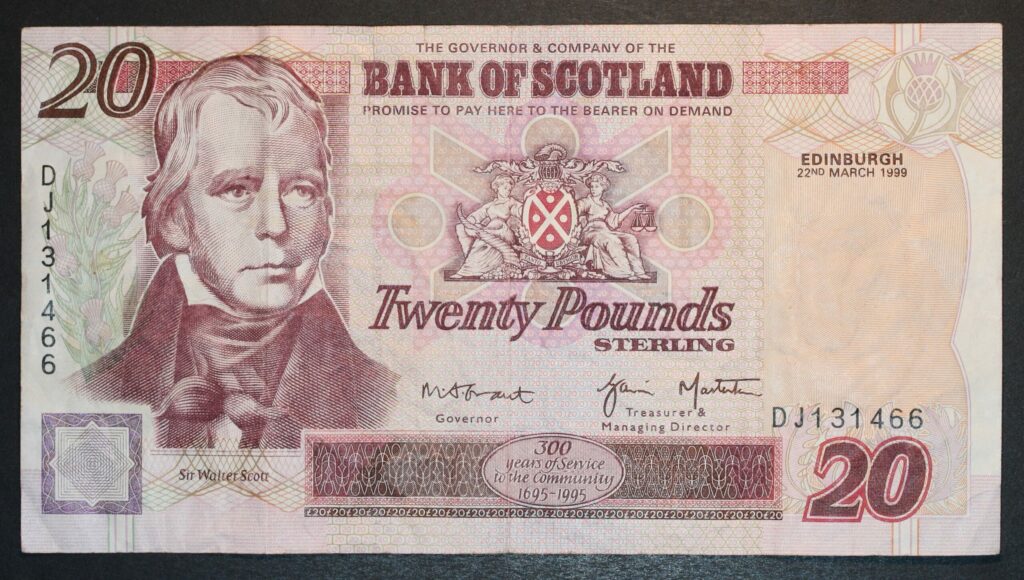 20
THE GOVERNOR & COMPANY OF THE
BANK OF SCOTLAND
PROMISE TO PAY HERE TO THE BEARER ON DEMAND
EDINBURGH
22ND MARCH 1999
DJ131466
Twenty Pounds
STERLING
Governor
Treasurer &
Managing Director
DJ131466
Sir Walter Scott
300
years of Service
to the Community
1695-1995
20